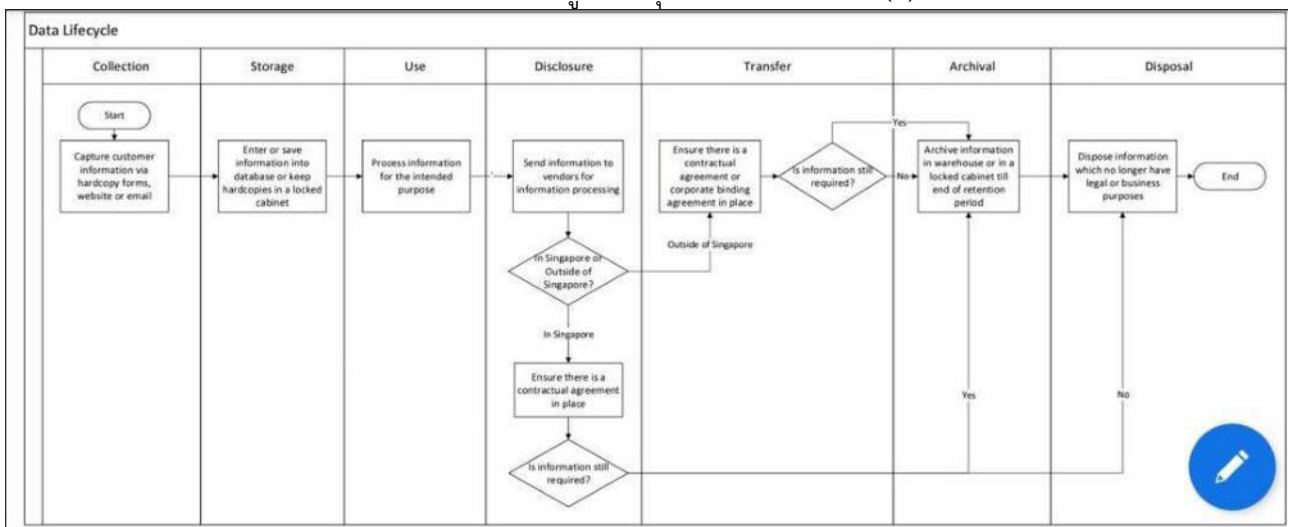 Data Lifecycle
Collection
Storage
Use
Disclosure
Transfer
Archival
Disposal
Start
Capture customer
information via
hardcopy forms,
website or email
Enter or save
information into
database or keep
hardcopies in a locked
cabinet
Process information
for the intended
purpose
Send information to
vendors for
information processing
In Singapore or
Outside of
Singapore?
In Singapore
Ensure there is a
contractual agreement
in place
Is information still
required?
Outside of Singapore
Ensure there is a
contractual
agreement or
corporate binding
agreement in place
Is information still
required?
Yes
No
Archive information
in warehouse or in a
locked cabinet till
end of retention
period
Yes
Dispose information
which no longer have
legal or business
purposes
No
End